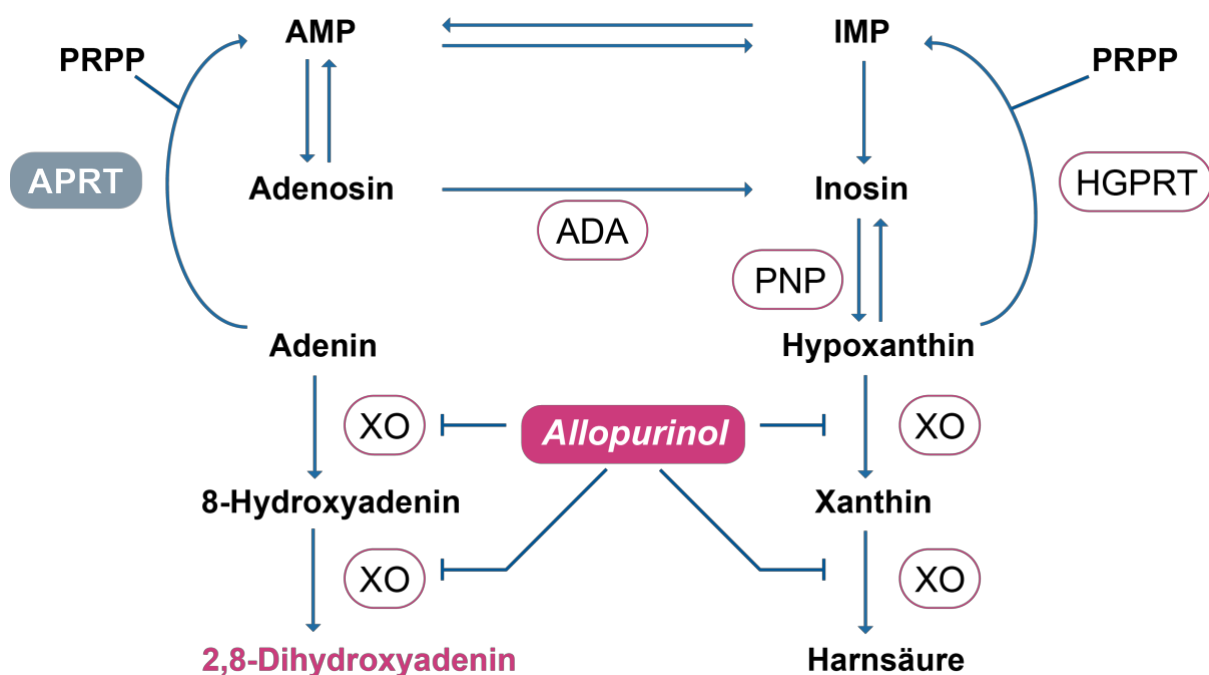 AMP
IMP
PRPP
PRPP
APRT
Adenosin
Inosin
HGPRT
ADA
PNP
Adenin
Hypoxanthin
XO
Allopurinol
XO
8-Hydroxyadenin
Xanthin
XO
XO
2,8-Dihydroxyadenin
Harnsäure